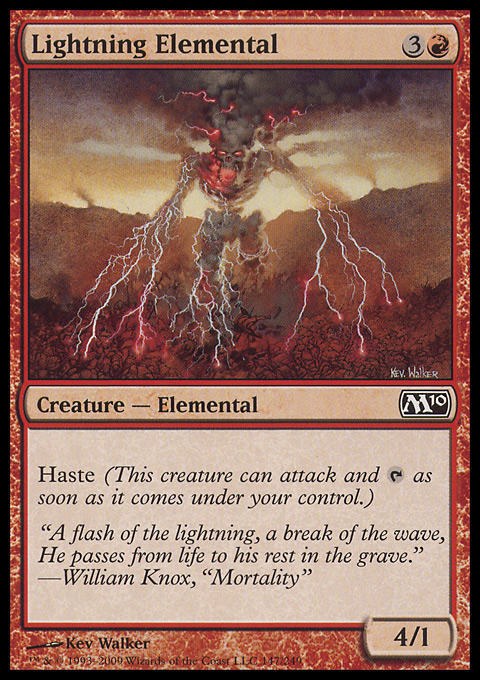 Lightning Elemental 3
KEV. WALKER
Creature — Elemental M10
Haste (This creature can attack and as
soon as it comes under your control.)
“A flash of the lightning, a break of the wave,
He passes from life to his rest in the grave.”
—William Knox, “Mortality”
4/1
Kev Walker
™ & © 1993–2009 Wizards of the Coast LLC 147/249